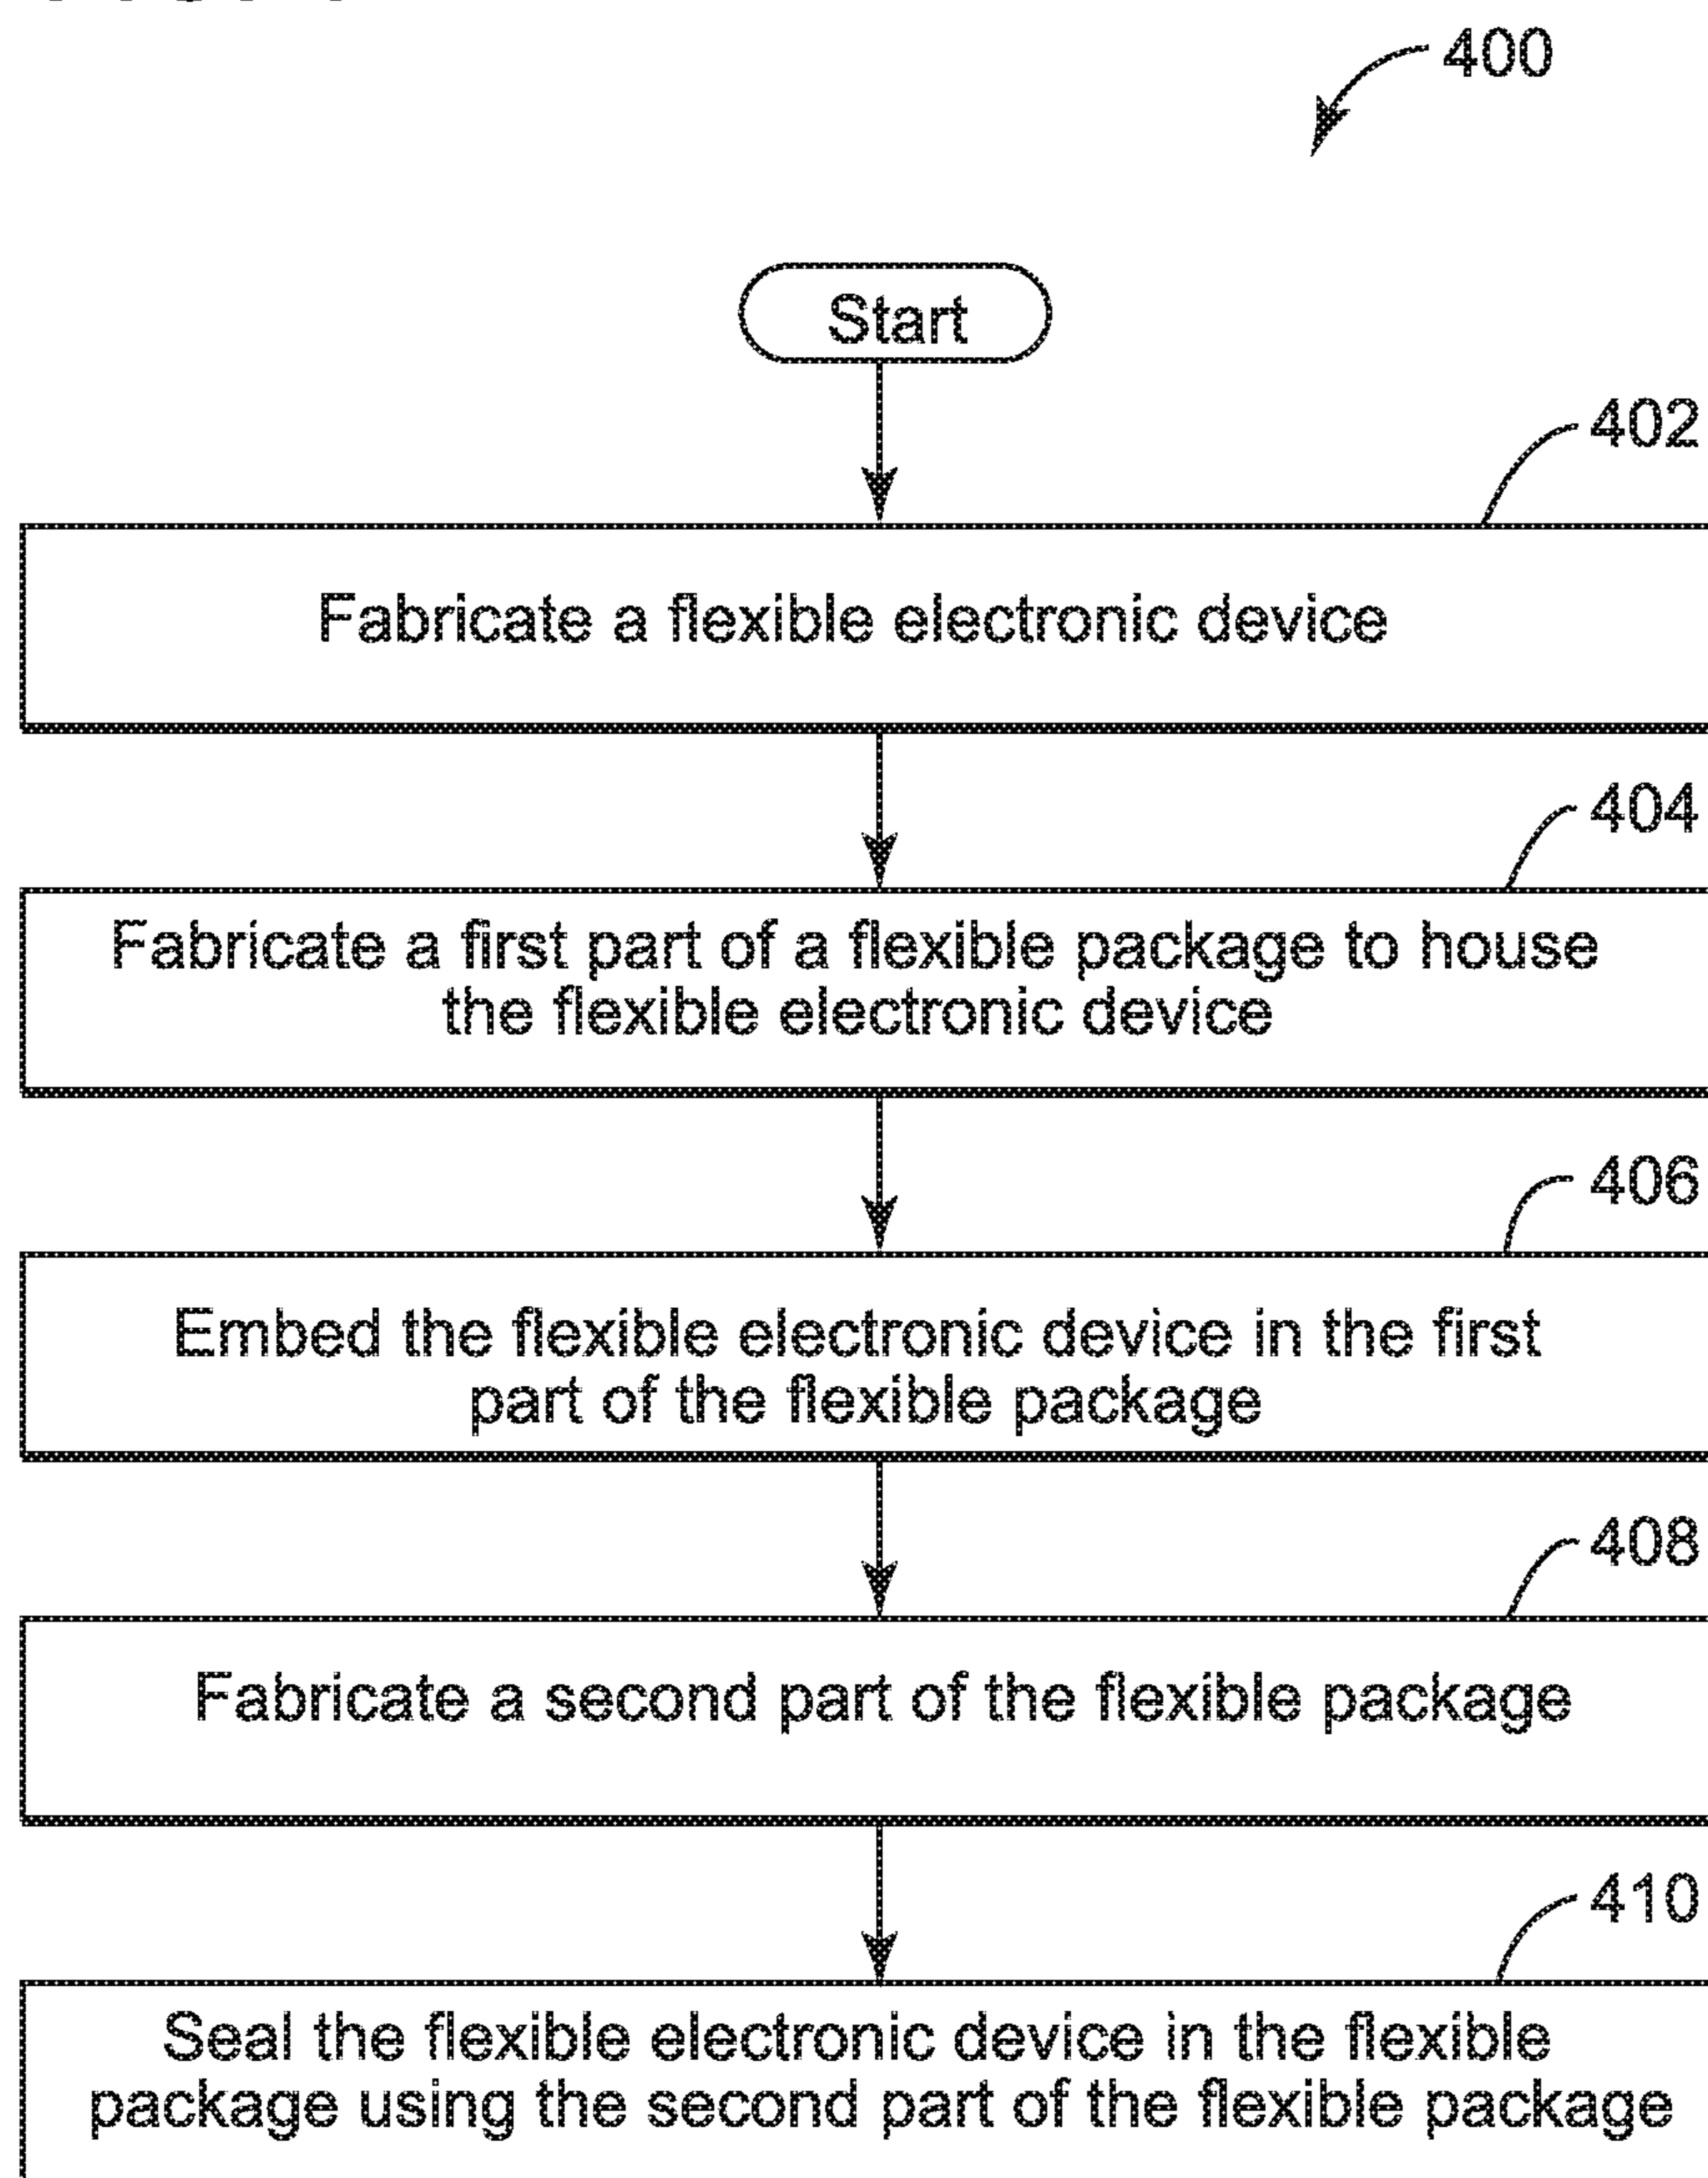 400
Start
402
Fabricate a flexible electronic device
404
Fabricate a first part of a flexible package to house
the flexible electronic device
406
Embed the flexible electronic device in the first
part of the flexible package
408
Fabricate a second part of the flexible package
410
Seal the flexible electronic device in the flexible
package using the second part of the flexible package